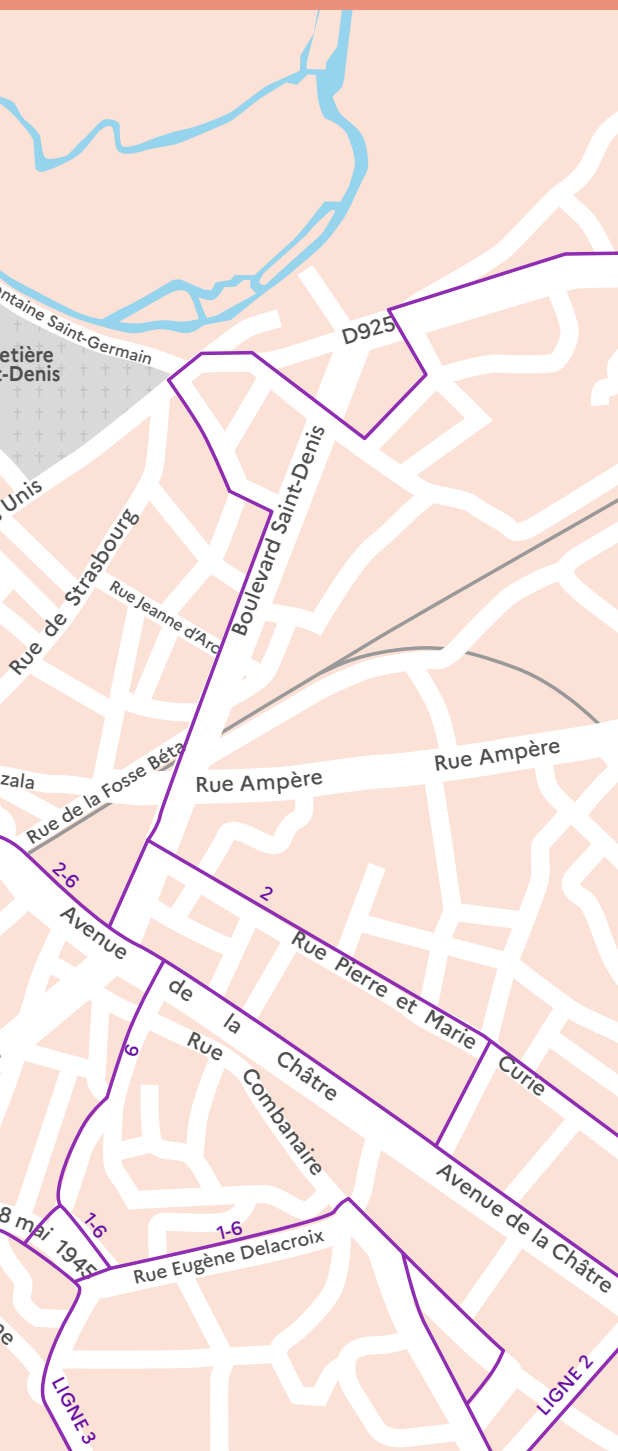 Fontaine Saint-Germain
etière
t-Denis
D925
Unis
Boulevard Saint-Denis
Rue de Strasbourg
Rue Jeanne d'Arc
Rue Ampère
Rue Ampère
zala
Rue de la Fosse Béta
2-6
2
Avenue de la Châtre
Rue Pierre et Marie Curie
6
Rue Combanaire
Avenue de la Châtre
8 mai 1945
1-6
1-6
Rue Eugène Delacroix
ne
LIGNE 3
LIGNE 2